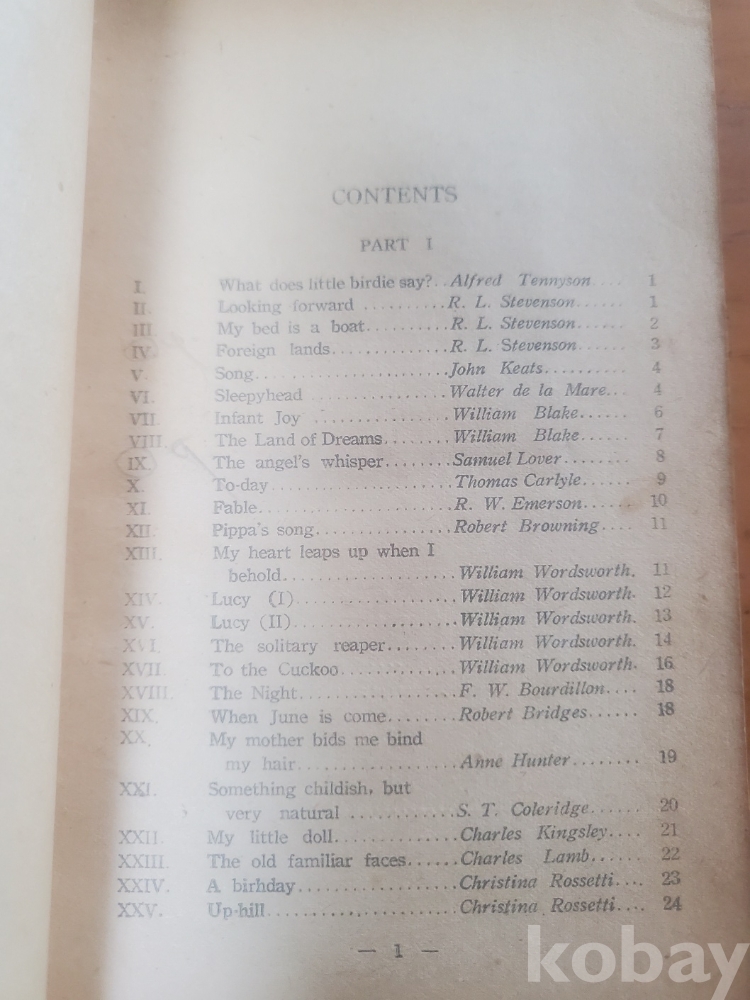 CONTENTS
PART I
I. What does little birdie say?..Alfred Tennyson.... 1
II. Looking forward ..........R. L. Stevenson...... 1
III. My bed is a boat..........R. L. Stevenson...... 2
IV. Foreign lands..............R. L. Stevenson...... 3
V. Song.......................John Keats.......... 4
VI. Sleepyhead ................Walter de la Mare... 4
VII. Infant Joy ................William Blake...... 6
VIII. The Land of Dreams........William Blake...... 7
IX. The angel's whisper........Samuel Lover........ 8
X. To-day.....................Thomas Carlyle...... 9
XI. Fable......................R. W. Emerson...... 10
XII. Pippa's song...............Robert Browning.... 11
XIII. My heart leaps up when I
behold....................William Wordsworth. 11
XIV. Lucy (I)...................William Wordsworth. 12
XV. Lucy (II)..................William Wordsworth. 13
XVI. The solitary reaper........William Wordsworth. 14
XVII. To the Cuckoo.............William Wordsworth. 16
XVIII. The Night..................F. W. Bourdillon.... 18
XIX. When June is come........Robert Bridges...... 18
XX. My mother bids me bind
my hair...................Anne Hunter........ 19
XXI. Something childish, but
very natural .............S. T. Coleridge...... 20
XXII. My little doll..............Charles Kingsley.... 21
XXIII. The old familiar faces......Charles Lamb...... 22
XXIV. A birhday..................Christina Rossetti... 23
XXV. Up-hill.....................Christina Rossetti.... 24
— 1 —
kobay